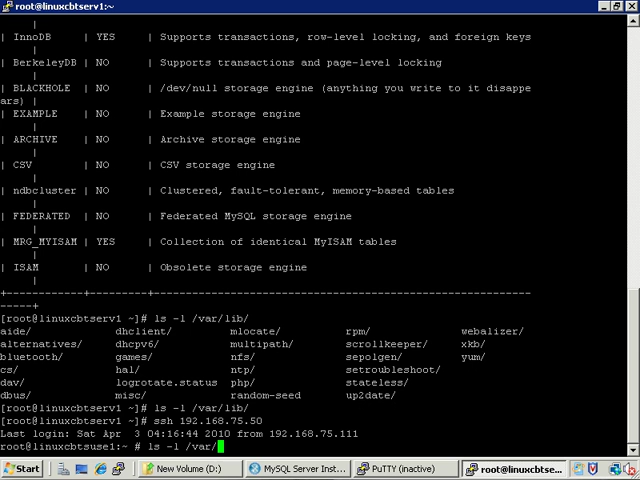 root@linuxcbtserv1:~
|
| InnoDB | YES | Supports transactions, row-level locking, and foreign keys
|
| BerkeleyDB | NO | Supports transactions and page-level locking
|
| BLACKHOLE | NO | /dev/null storage engine (anything you write to it disappe
ars) |
| EXAMPLE | NO | Example storage engine
|
| ARCHIVE | NO | Archive storage engine
|
| CSV | NO | CSV storage engine
|
| ndbcluster | NO | Clustered, fault-tolerant, memory-based tables
|
| FEDERATED | NO | Federated MySQL storage engine
|
| MRG_MYISAM | YES | Collection of identical MyISAM tables
|
| ISAM | NO | Obsolete storage engine
|
+------------+---------+----------------------------------------------------
-----+
[root@linuxcbtserv1 ~]# ls -l /var/lib/
aide/ dhclient/ mlocate/ rpm/ webalizer/
alternatives/ dhcpv6/ multipath/ scrollkeeper/ xkb/
bluetooth/ games/ nfs/ sepolgen/ yum/
cs/ hal/ ntp/ setroubleshoot/
dav/ logrotate.status php/ stateless/
dbus/ misc/ random-seed up2date/
[root@linuxcbtserv1 ~]# ls -l /var/lib/
[root@linuxcbtserv1 ~]# ssh 192.168.75.50
Last login: Sat Apr 3 04:16:44 2010 from 192.168.75.111
root@linuxcbtsuse1:~ # ls -l /var/
Start New Volume (D:) MySQL Server Inst... PuTTY (inactive) root@linuxcbtse...